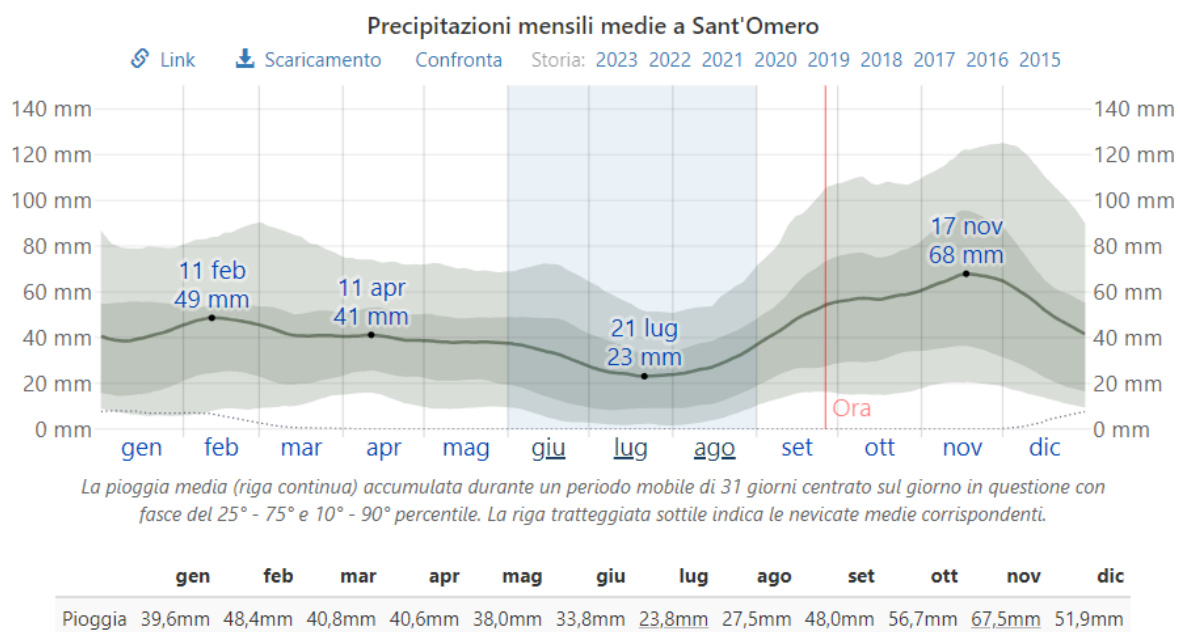 Precipitazioni mensili medie a Sant'Omero
Link Scaricamento Confronta Storia: 2023 2022 2021 2020 2019 2018 2017 2016 2015
140 mm 140 mm
120 mm 120 mm
100 mm 100 mm
80 mm 80 mm
60 mm 60 mm
40 mm 40 mm
20 mm 20 mm
0 mm 0 mm
11 feb
49 mm
11 apr
41 mm
21 lug
23 mm
17 nov
68 mm
Ora
gen feb mar apr mag giu lug ago set ott nov dic
La pioggia media (riga continua) accumulata durante un periodo mobile di 31 giorni centrato sul giorno in questione con
fasce del 25° - 75° e 10° - 90° percentile. La riga tratteggiata sottile indica le nevicate medie corrispondenti.
gen feb mar apr mag giu lug ago set ott nov dic
Pioggia 39,6mm 48,4mm 40,8mm 40,6mm 38,0mm 33,8mm 23,8mm 27,5mm 48,0mm 56,7mm 67,5mm 51,9mm